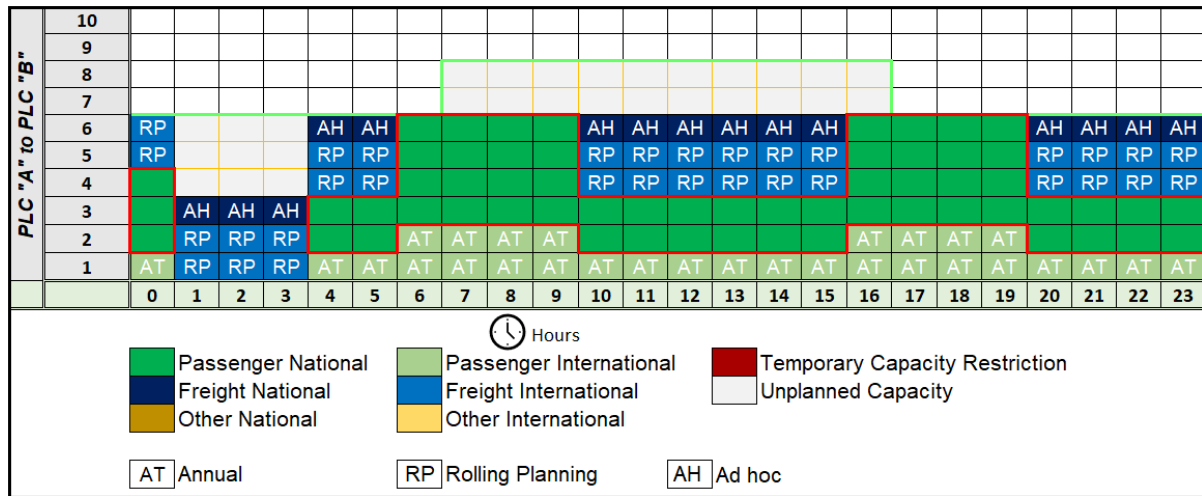 PLC "A" to PLC "B"
10
9
8
7
6 RP AH AH AH AH AH AH AH AH AH AH AH AH
5 RP RP RP RP RP RP RP RP RP RP RP RP RP
4 RP RP RP RP RP RP RP RP RP RP RP RP
3 AH AH AH
2 RP RP RP AT AT AT AT AT AT AT AT
1 AT RP RP RP AT AT AT AT AT AT AT AT AT AT AT AT AT AT AT AT AT AT AT AT
0 1 2 3 4 5 6 7 8 9 10 11 12 13 14 15 16 17 18 19 20 21 22 23
Hours
Passenger National Passenger International Temporary Capacity Restriction
Freight National Freight International Unplanned Capacity
Other National Other International
AT Annual RP Rolling Planning AH Ad hoc